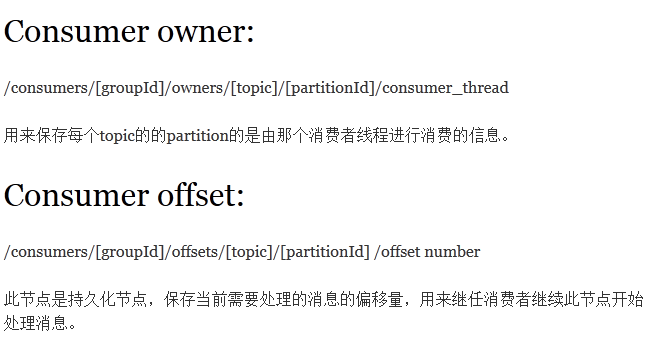 Consumer owner:
/consumers/[groupId]/owners/[topic]/[partitionId]/consumer_thread
用来保存每个topic的的partition的是由那个消费者线程进行消费的信息。
Consumer offset:
/consumers/[groupId]/offsets/[topic]/[partitionId] /offset number
此节点是持久化节点，保存当前需要处理的消息的偏移量，用来继任消费者继续此节点开始
处理消息。